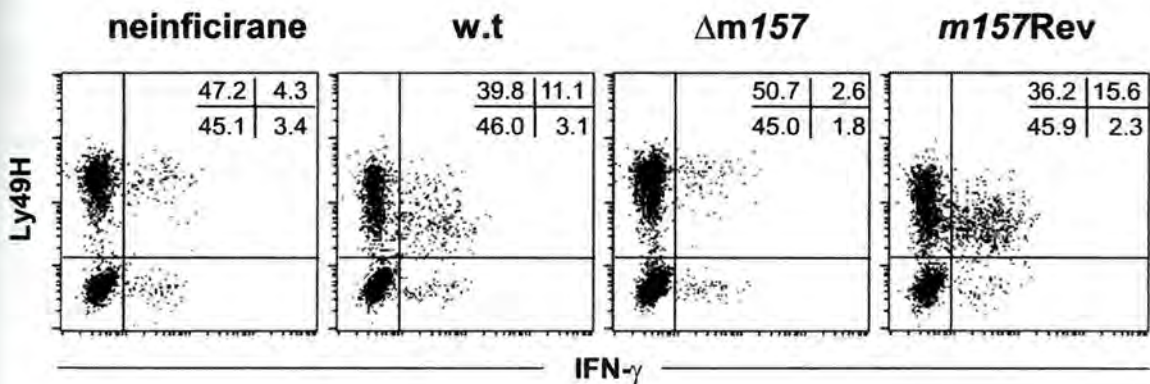 neinficirane w.t Δm157 m157Rev
47.2 4.3 39.8 11.1 50.7 2.6 36.2 15.6
45.1 3.4 46.0 3.1 45.0 1.8 45.9 2.3
Ly49H
IFN-γ